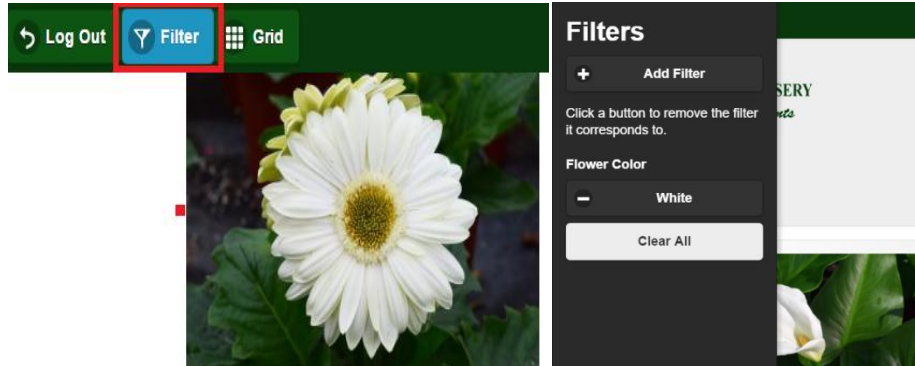 Log Out
Filter
Grid
Filters
Add Filter
Click a button to remove the filter
it corresponds to.
Flower Color
White
Clear All
SERY
nts